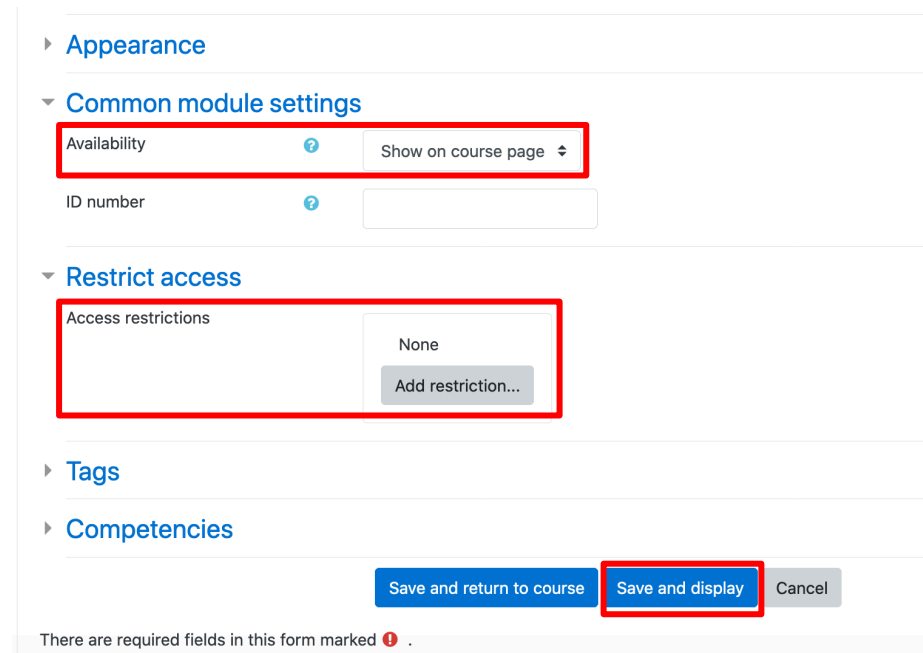 Appearance
Common module settings
Availability ? Show on course page
ID number ?
Restrict access
Access restrictions
None
Add restriction...
Tags
Competencies
Save and return to course Save and display Cancel
There are required fields in this form marked ! .